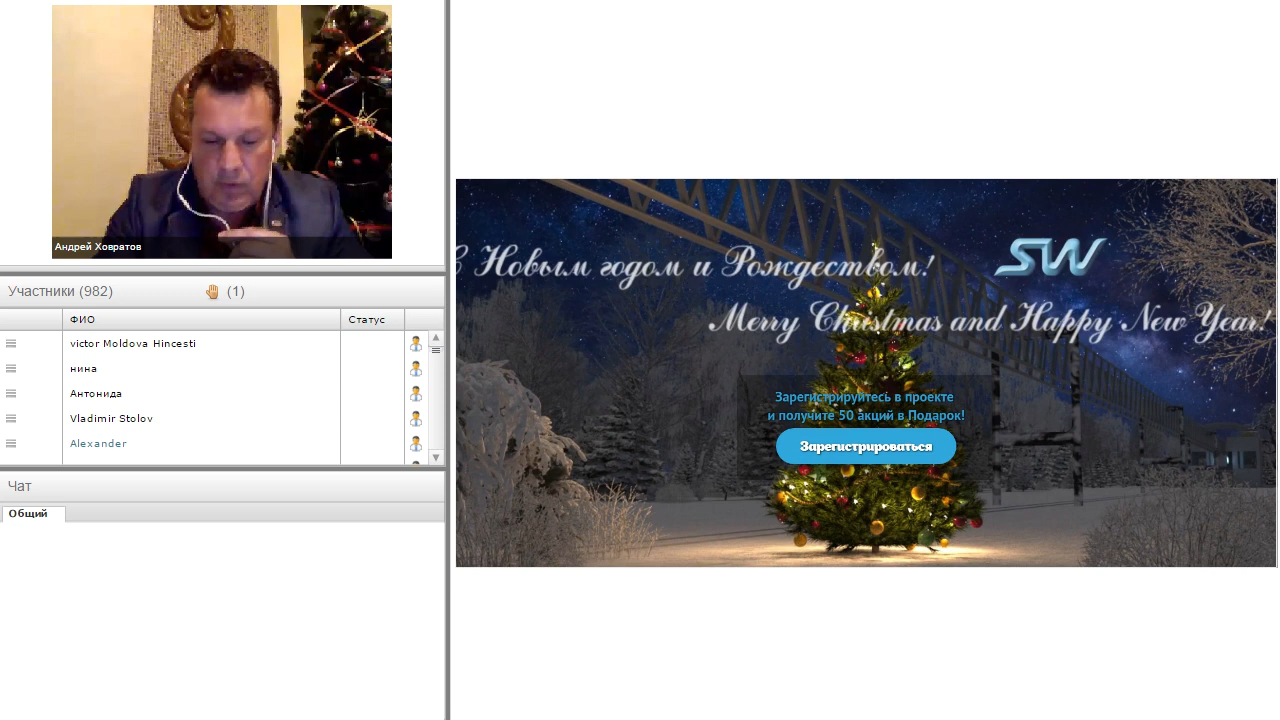 Андрей Ховратов
Участники (982) (1)
ФИО Статус
victor Moldova Hincesti
нина
Антонида
Vladimir Stolov
Alexander
Чат
Общий
С Новым годом и Рождеством!
SW
Merry Christmas and Happy New Year!
Зарегистрируйтесь в проекте
и получите 50 акций в Подарок!
Зарегистрироваться